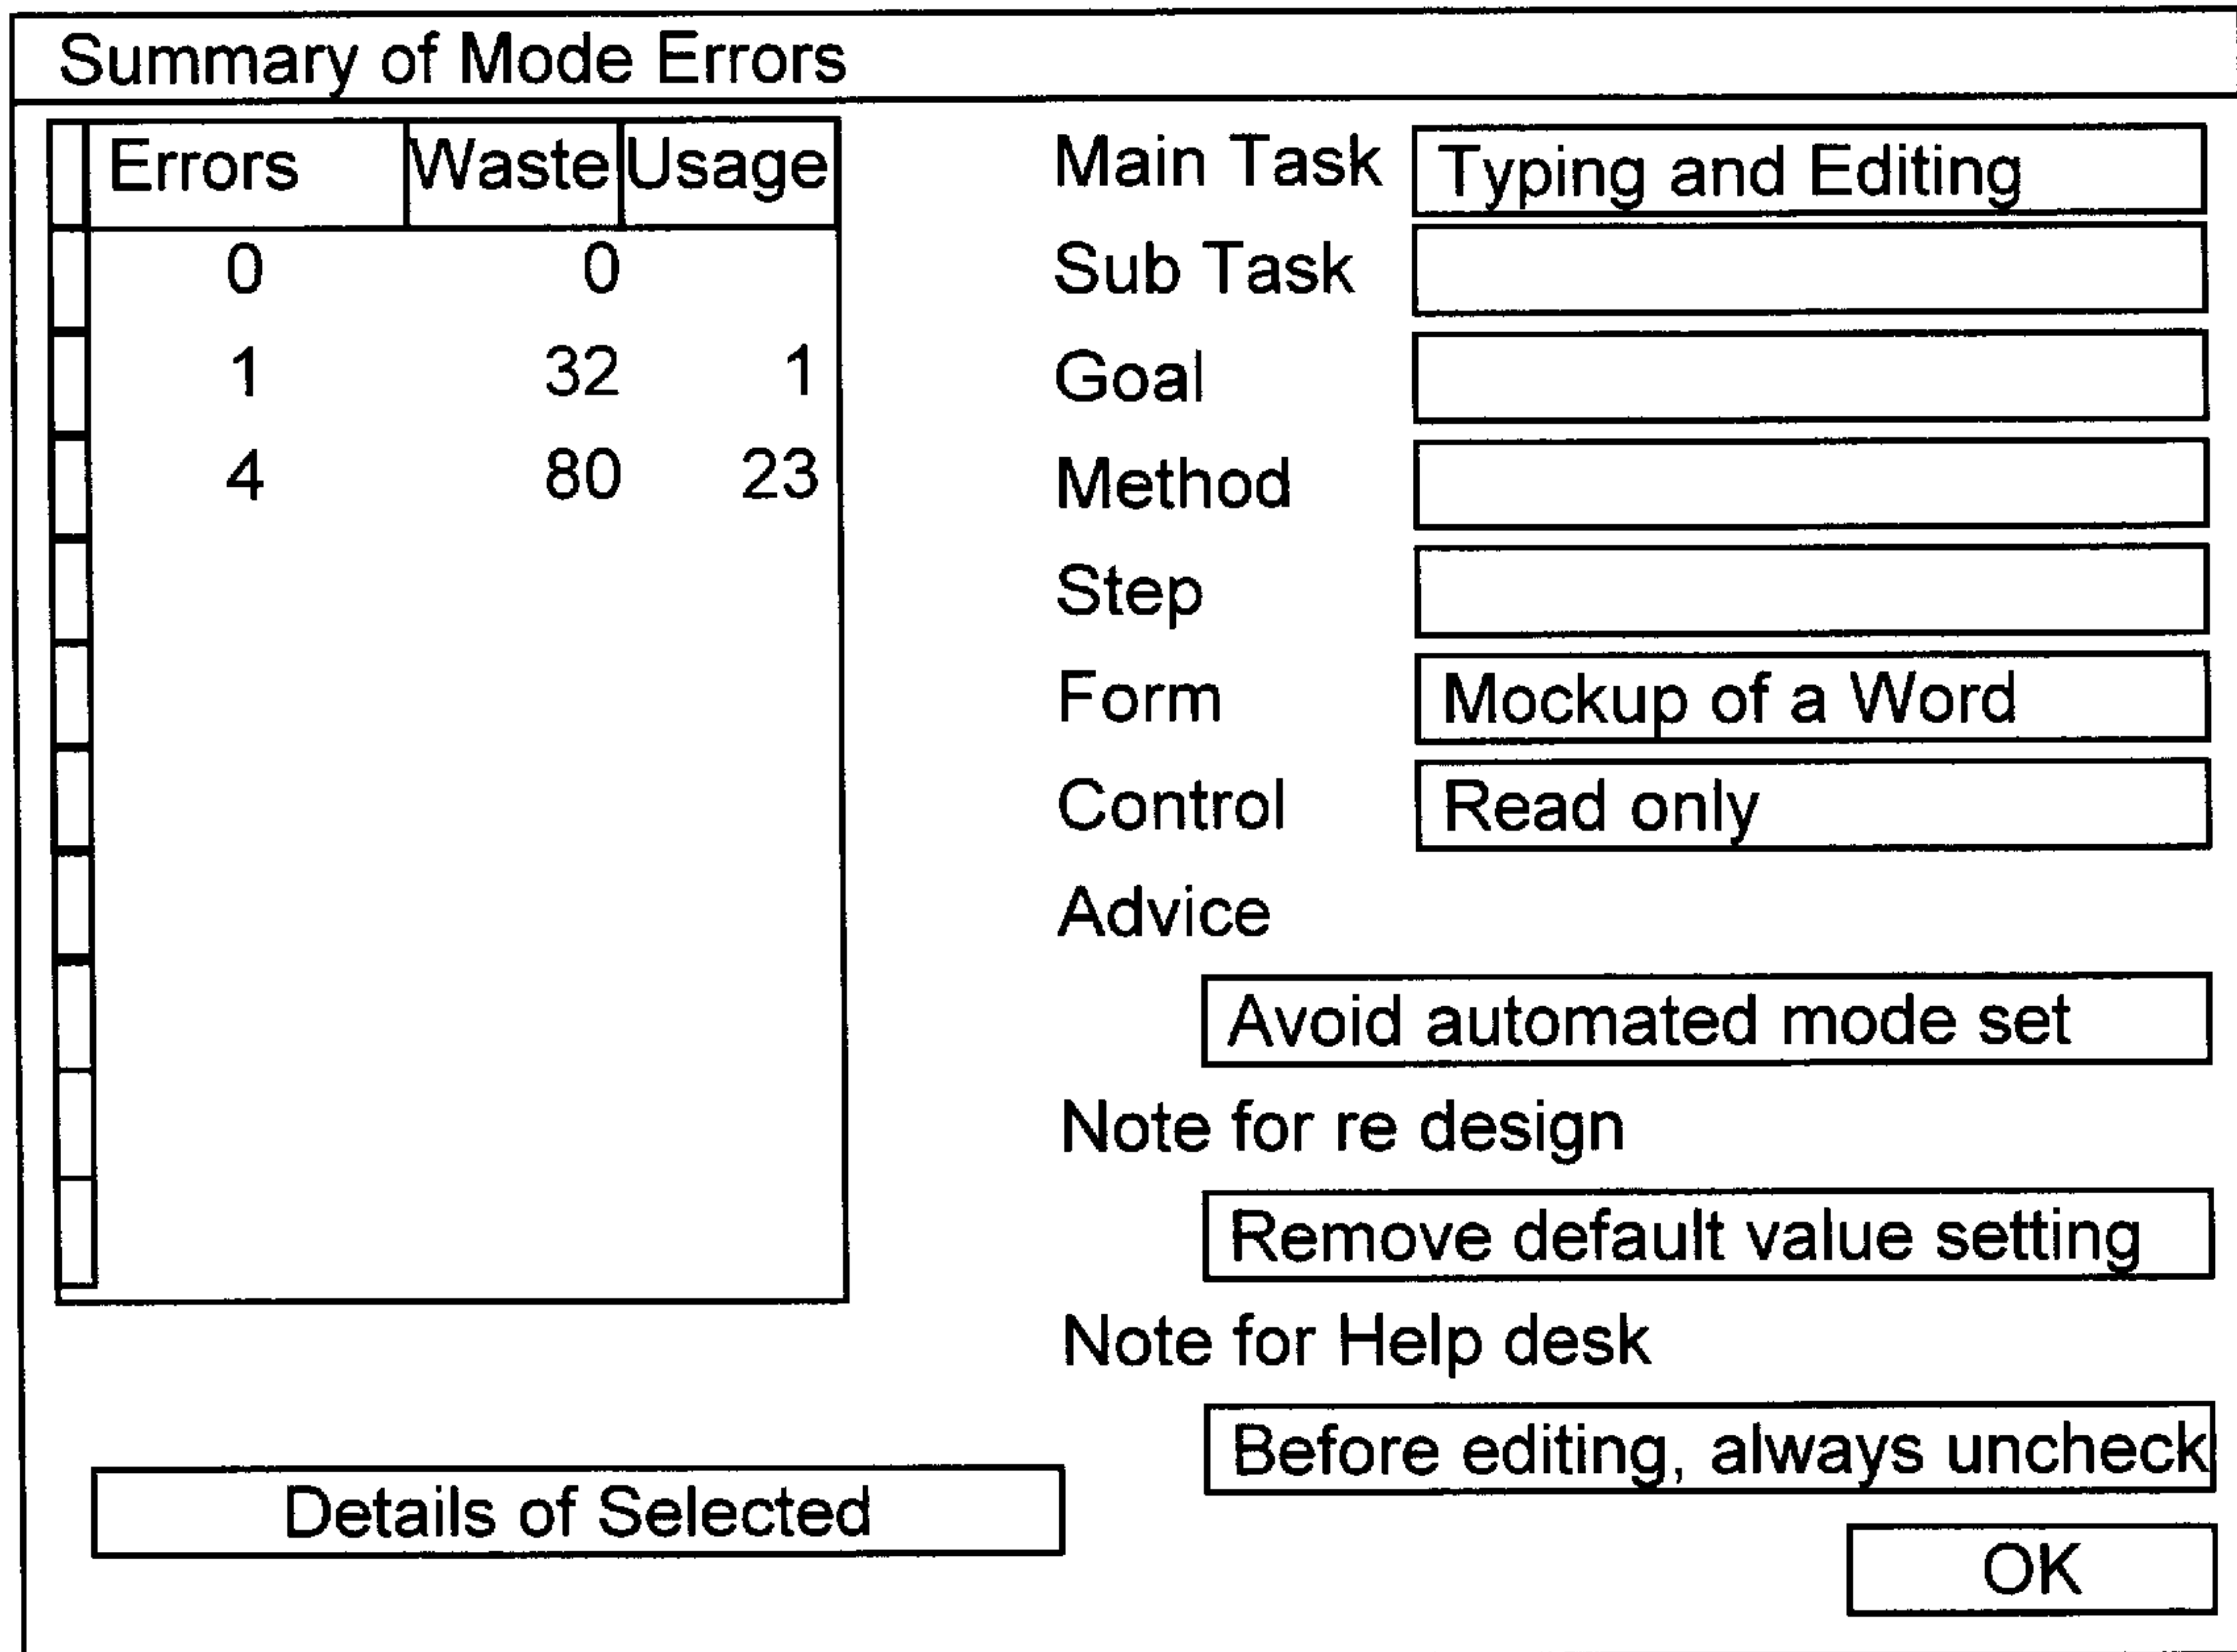 Summary of Mode Errors
Errors Waste Usage
0 0
1 32 1
4 80 23
Details of Selected
Main Task Typing and Editing
Sub Task
Goal
Method
Step
Form Mockup of a Word
Control Read only
Advice
Avoid automated mode set
Note for re design
Remove default value setting
Note for Help desk
Before editing, always uncheck
OK